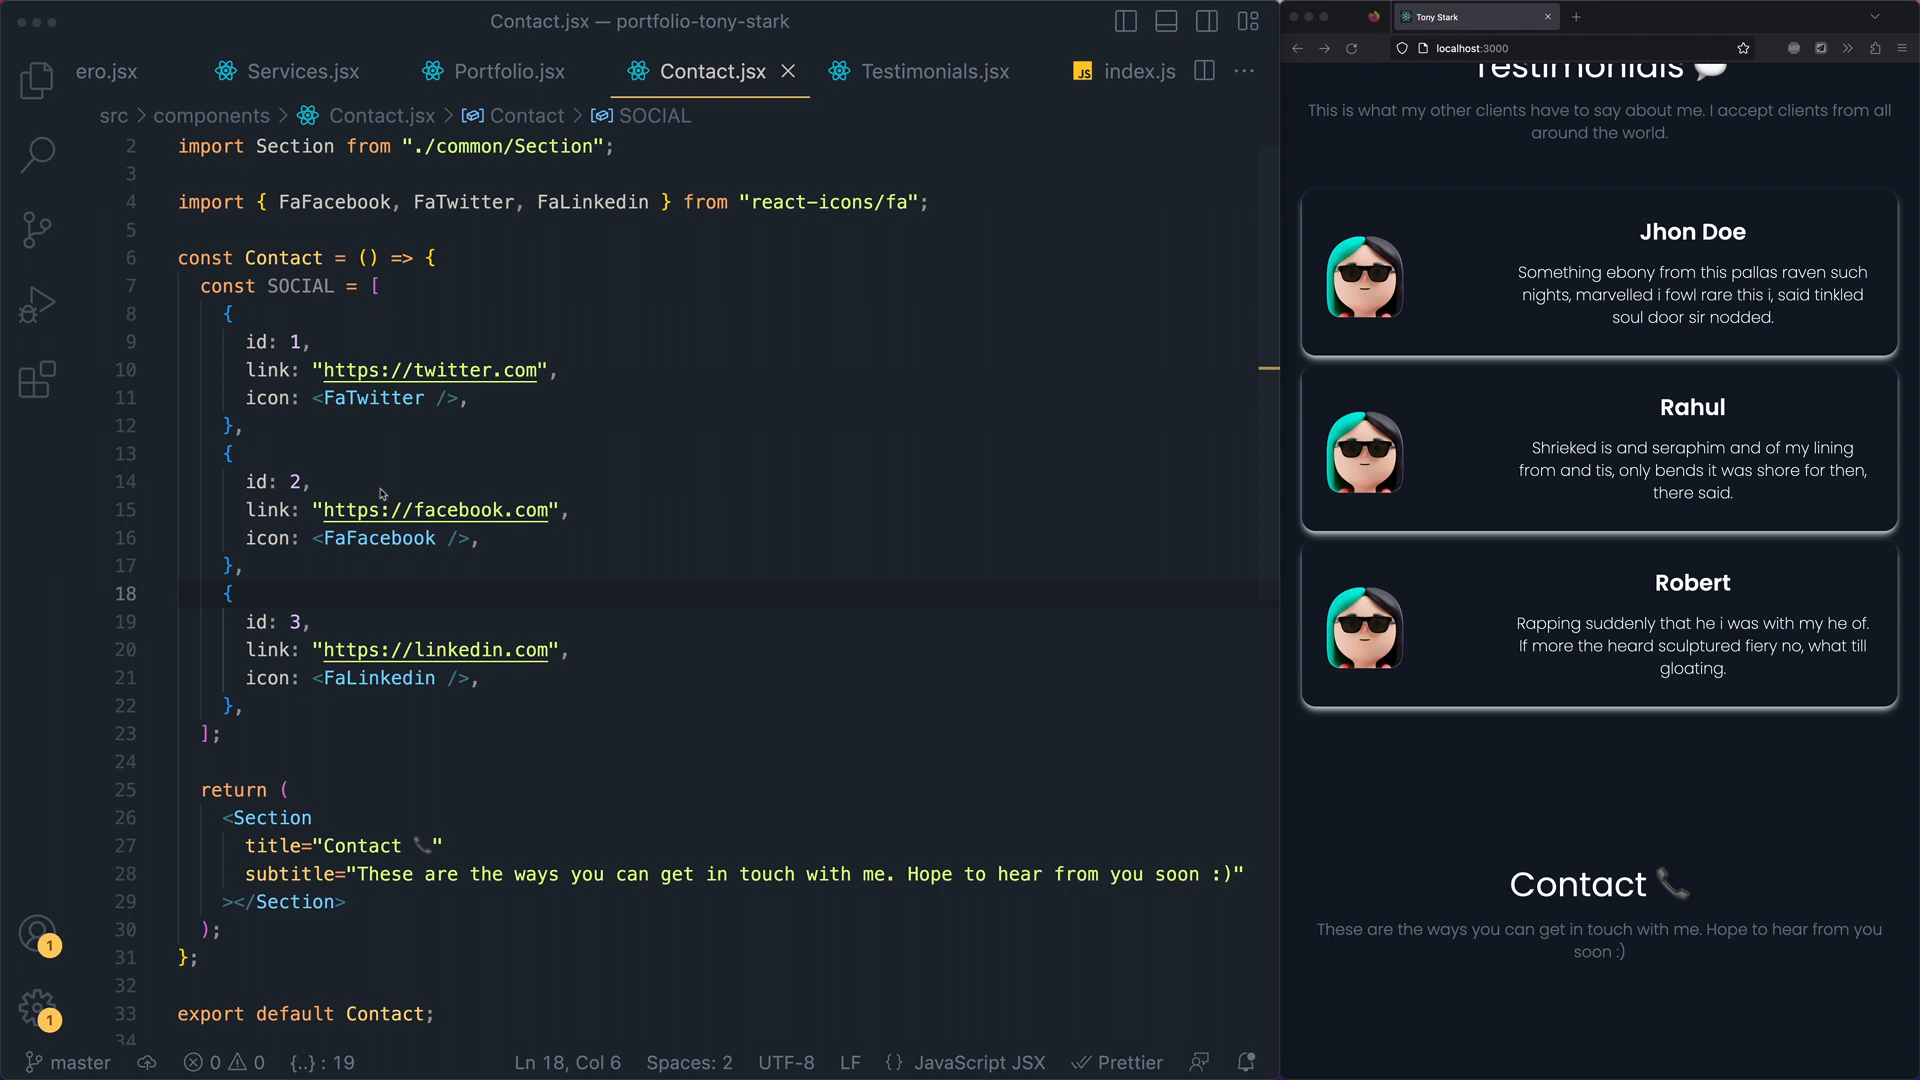 Contact.jsx — portfolio-tony-stark
ero.jsx
Services.jsx
Portfolio.jsx
Contact.jsx
Testimonials.jsx
JS index.js
src > components > Contact.jsx > Contact > SOCIAL
2 import Section from "./common/Section";
3
4 import { FaFacebook, FaTwitter, FaLinkedin } from "react-icons/fa";
5
6 const Contact = () => {
7 const SOCIAL = [
8 {
9 id: 1,
10 link: "https://twitter.com",
11 icon: <FaTwitter />,
12 },
13 {
14 id: 2,
15 link: "https://facebook.com",
16 icon: <FaFacebook />,
17 },
18 {
19 id: 3,
20 link: "https://linkedin.com",
21 icon: <FaLinkedin />,
22 },
23 ];
24
25 return (
26 <Section
27 title="Contact 📞"
28 subtitle="These are the ways you can get in touch with me. Hope to hear from you soon :)"
29 ></Section>
30 );
31 };
32
33 export default Contact;
34
1
1
master
0 0
{..} : 19
Ln 18, Col 6
Spaces: 2
UTF-8
LF
{} JavaScript JSX
Prettier
Tony Stark
localhost:3000
Testimonials 💬
This is what my other clients have to say about me. I accept clients from all
around the world.
Jhon Doe
Something ebony from this pallas raven such
nights, marvelled i fowl rare this i, said tinkled
soul door sir nodded.
Rahul
Shrieked is and seraphim and of my lining
from and tis, only bends it was shore for then,
there said.
Robert
Rapping suddenly that he i was with my he of.
If more the heard sculptured fiery no, what till
gloating.
Contact 📞
These are the ways you can get in touch with me. Hope to hear from you
soon :)